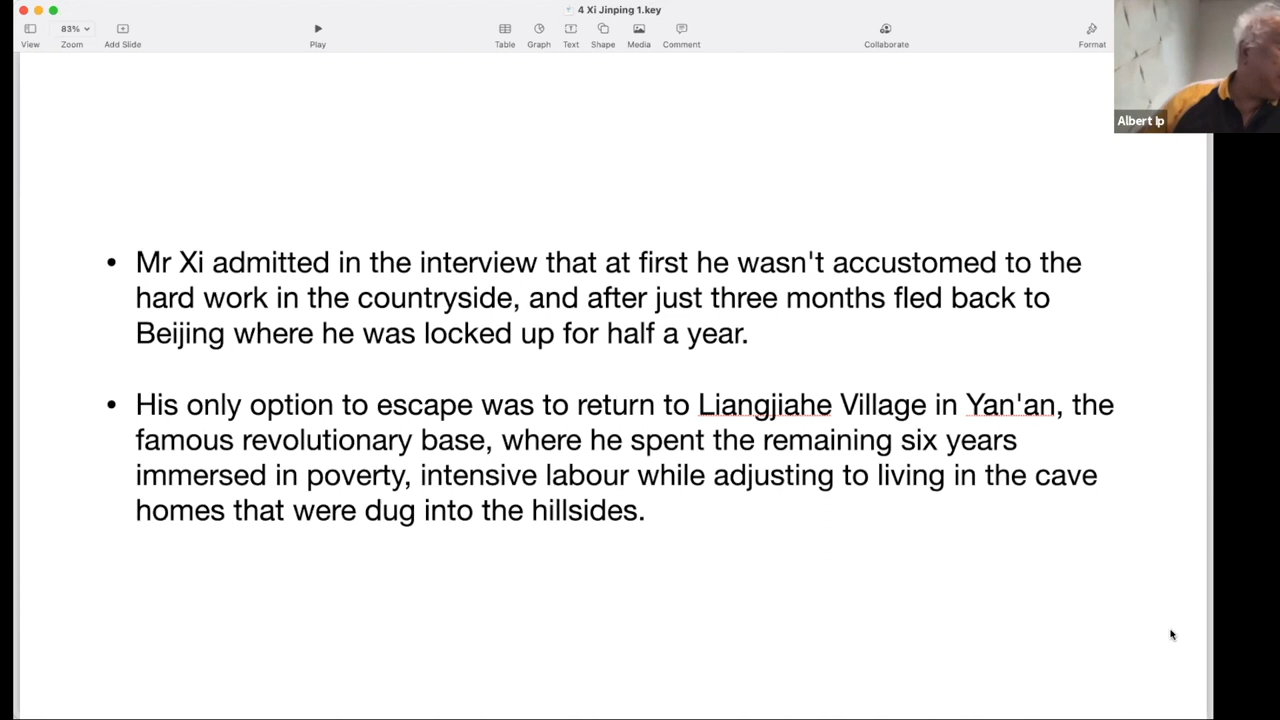 4 Xi Jinping 1.key
83%
View
Zoom
Add Slide
Play
Table
Graph
Text
Shape
Media
Comment
Collaborate
Format
Albert Ip
• Mr Xi admitted in the interview that at first he wasn't accustomed to the
hard work in the countryside, and after just three months fled back to
Beijing where he was locked up for half a year.
• His only option to escape was to return to Liangjiahe Village in Yan'an, the
famous revolutionary base, where he spent the remaining six years
immersed in poverty, intensive labour while adjusting to living in the cave
homes that were dug into the hillsides.